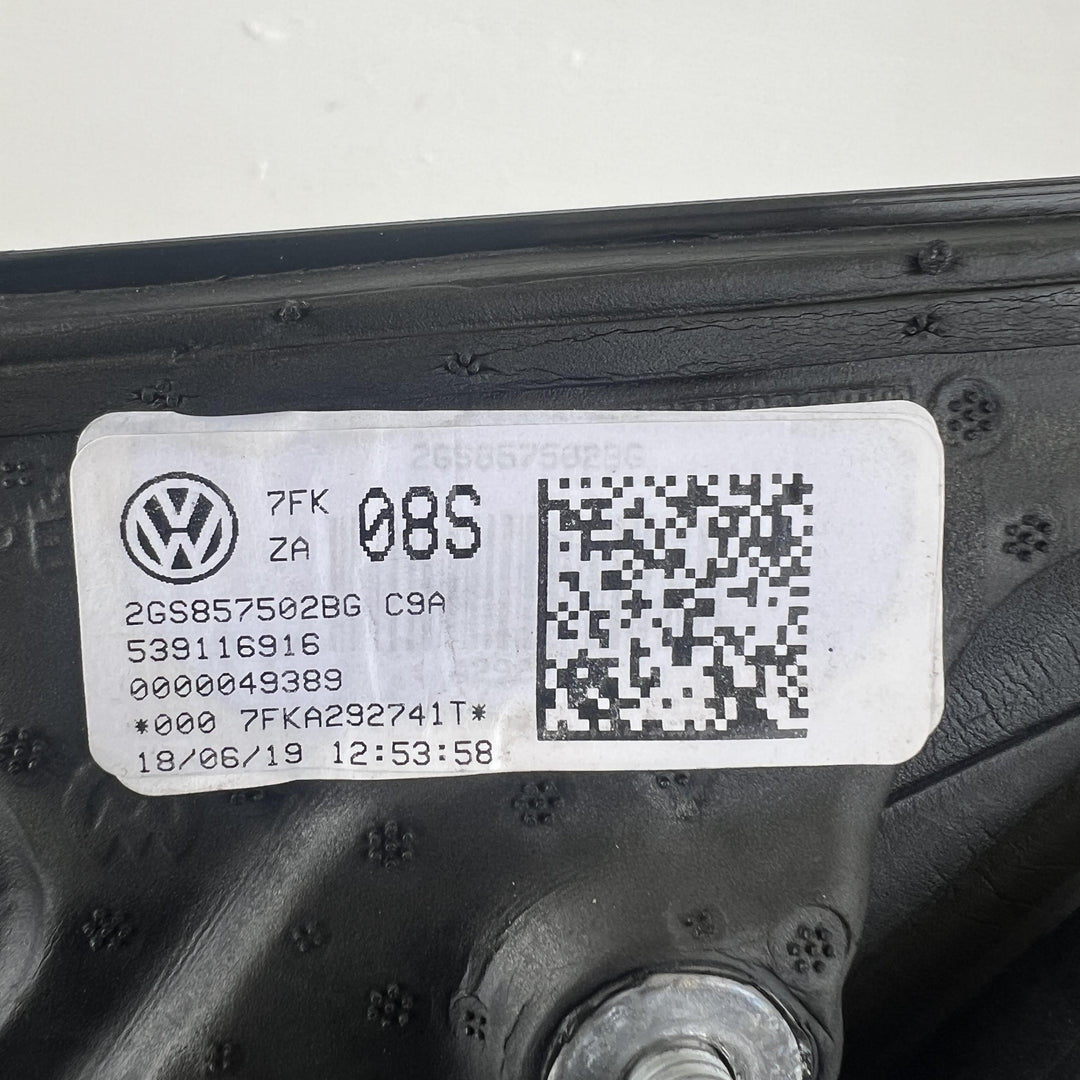 2GS857502BG
7FK 08S
ZA
2GS857502BG C9A
539116916
0000049389
*000 7FKA292741T*
18/06/19 12:53:58